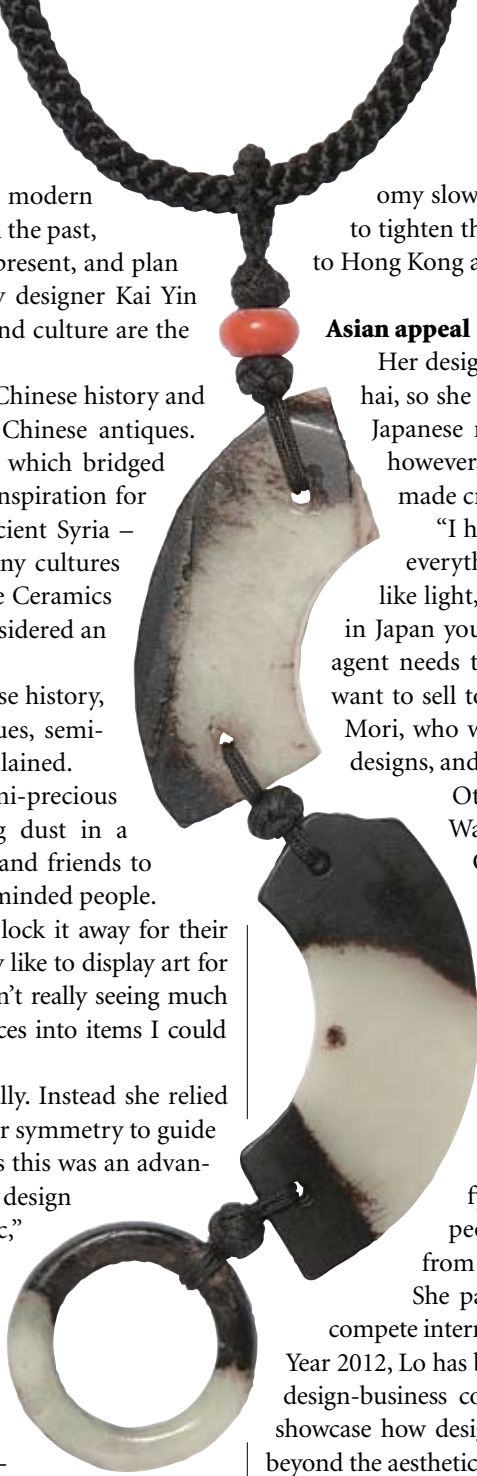 modern
the past,
present, and plan
y designer Kai Yin
nd culture are the
Chinese history and
Chinese antiques.
which bridged
nspiration for
cient Syria –
ny cultures
e Ceramics
sidered an
se history,
ues, semi-
lained.
ni-precious
g dust in a
and friends to
minded people.
lock it away for their
y like to display art for
n’t really seeing much
ces into items I could
lly. Instead she relied
r symmetry to guide
s this was an advan-
design
c,”
-
omy slow
to tighten th
to Hong Kong a
Asian appeal
Her desig
hai, so she
Japanese
however,
made cr
“I h
everyth
like light,
in Japan you
agent needs t
want to sell to
Mori, who w
designs, and
Ot
Wa
f
peo
from
She pa
compete intern
Year 2012, Lo has b
design-business co
showcase how desig
beyond the aesthetic